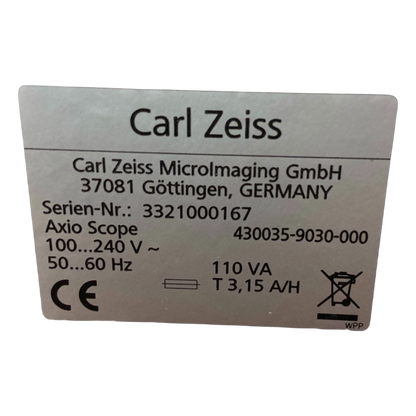 Carl Zeiss
Carl Zeiss MicroImaging GmbH
37081 Göttingen, GERMANY
Serien-Nr.: 3321000167
Axio Scope 430035-9030-000
100...240 V ~
50...60 Hz 110 VA
CE T 3,15 A/H
WPP